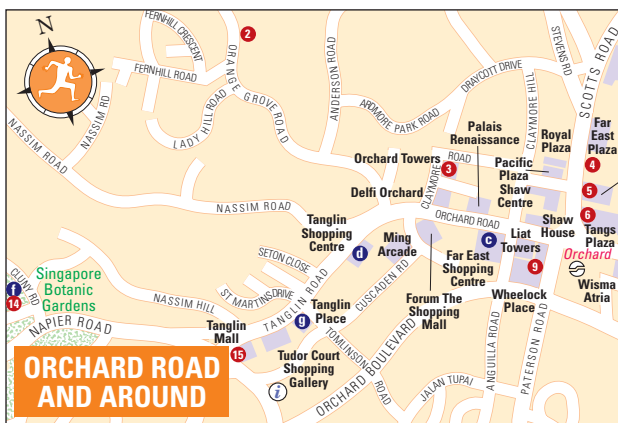 N
FERNHILL CRESCENT
2
ORANGE GROVE ROAD
FERNHILL ROAD
LADY HILL ROAD
NASSIM RD
NASSIM ROAD
ANDERSON ROAD
ARDMORE PARK ROAD
DRAYCOTT DRIVE
STEVENS RD
CLAYMORE HILL
SCOTTS ROAD
Palais
Renaissance
Royal
Plaza
Far
East
Plaza
4
Orchard Towers
3
CLAYMORE ROAD
Pacific
Plaza
Shaw
Centre
5
Delfi Orchard
NASSIM ROAD
ORCHARD ROAD
6
Tanglin
Shopping
Centre
d
Ming
Arcade
c
Liat
Towers
Shaw
House
Tangs
Plaza
Orchard
9
SETON CLOSE
CUSCADEN RD
Far East
Shopping
Centre
Wisma
Atria
f
14
CLUNY RD
Singapore
Botanic
Gardens
NASSIM HILL
ST MARTINS DRIVE
TANGLIN ROAD
Forum The
Shopping
Mall
Wheelock
Place
NAPIER ROAD
g
Tanglin
Place
Tanglin
Mall
15
Tudor Court
Shopping
Gallery
i
TOMLINSON ROAD
ORCHARD BOULEVARD
JALAN TUPAI
ANGUILLA ROAD
PATERSON ROAD
ORCHARD ROAD
AND AROUND